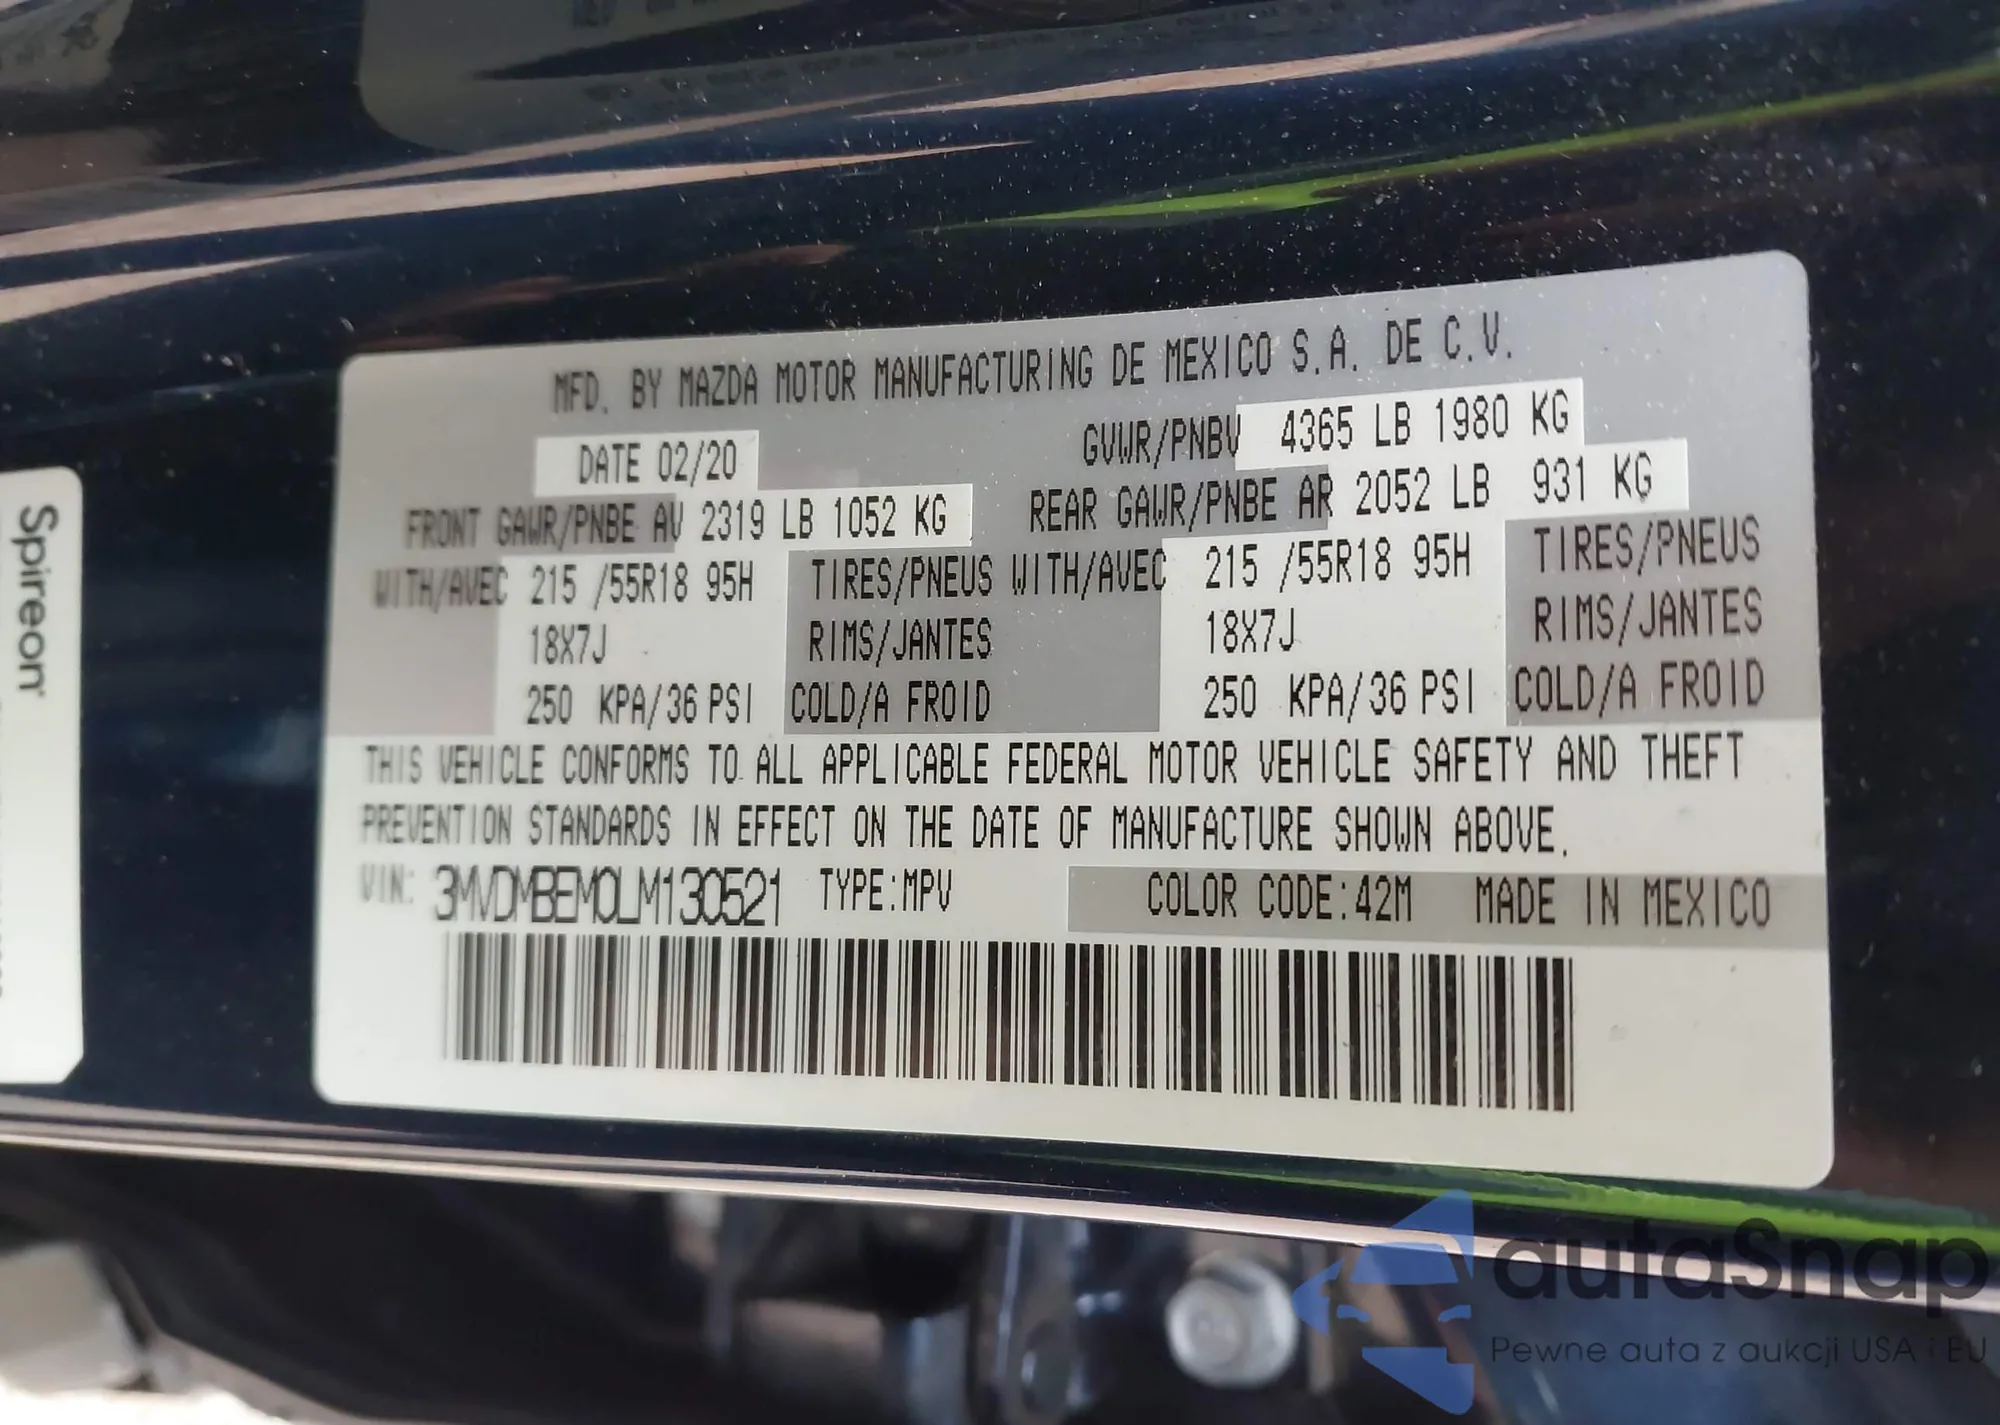 MFD. BY MAZDA MOTOR MANUFACTURING DE MEXICO S.A. DE C.V.
DATE 02/20 GVWR/PNBV 4365 LB 1980 KG
FRONT GAWR/PNBE AV 2319 LB 1052 KG REAR GAWR/PNBE AR 2052 LB 931 KG
WITH/AVEC 215 /55R18 95H TIRES/PNEUS WITH/AVEC 215 /55R18 95H TIRES/PNEUS
18X7J RIMS/JANTES 18X7J RIMS/JANTES
250 KPA/36 PSI COLD/A FROID 250 KPA/36 PSI COLD/A FROID
THIS VEHICLE CONFORMS TO ALL APPLICABLE FEDERAL MOTOR VEHICLE SAFETY AND THEFT
PREVENTION STANDARDS IN EFFECT ON THE DATE OF MANUFACTURE SHOWN ABOVE.
VIN: 3MVDMBEM0LM130521 TYPE:MPV COLOR CODE:42M MADE IN MEXICO
Spireon
autaSnap
Pewne auta z aukcji USA i EU